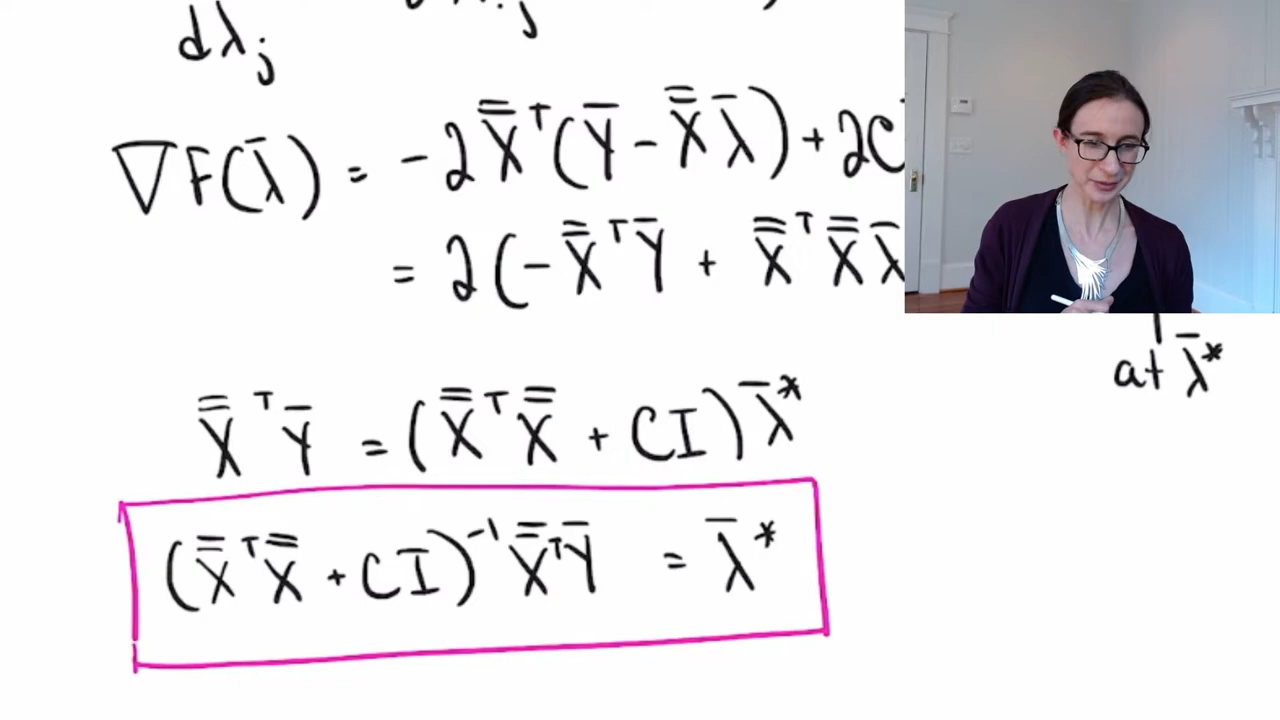 dλⱼ
∇F(λ̄) = -2X̿ᵀ(Ȳ - X̿λ̄) + 2C
= 2(-X̿ᵀȲ + X̿ᵀX̿λ̄
at λ̄*
X̿ᵀȲ = (X̿ᵀX̿ + CI)λ̄*
(X̿ᵀX̿ + CI)⁻¹X̿ᵀȲ = λ̄*